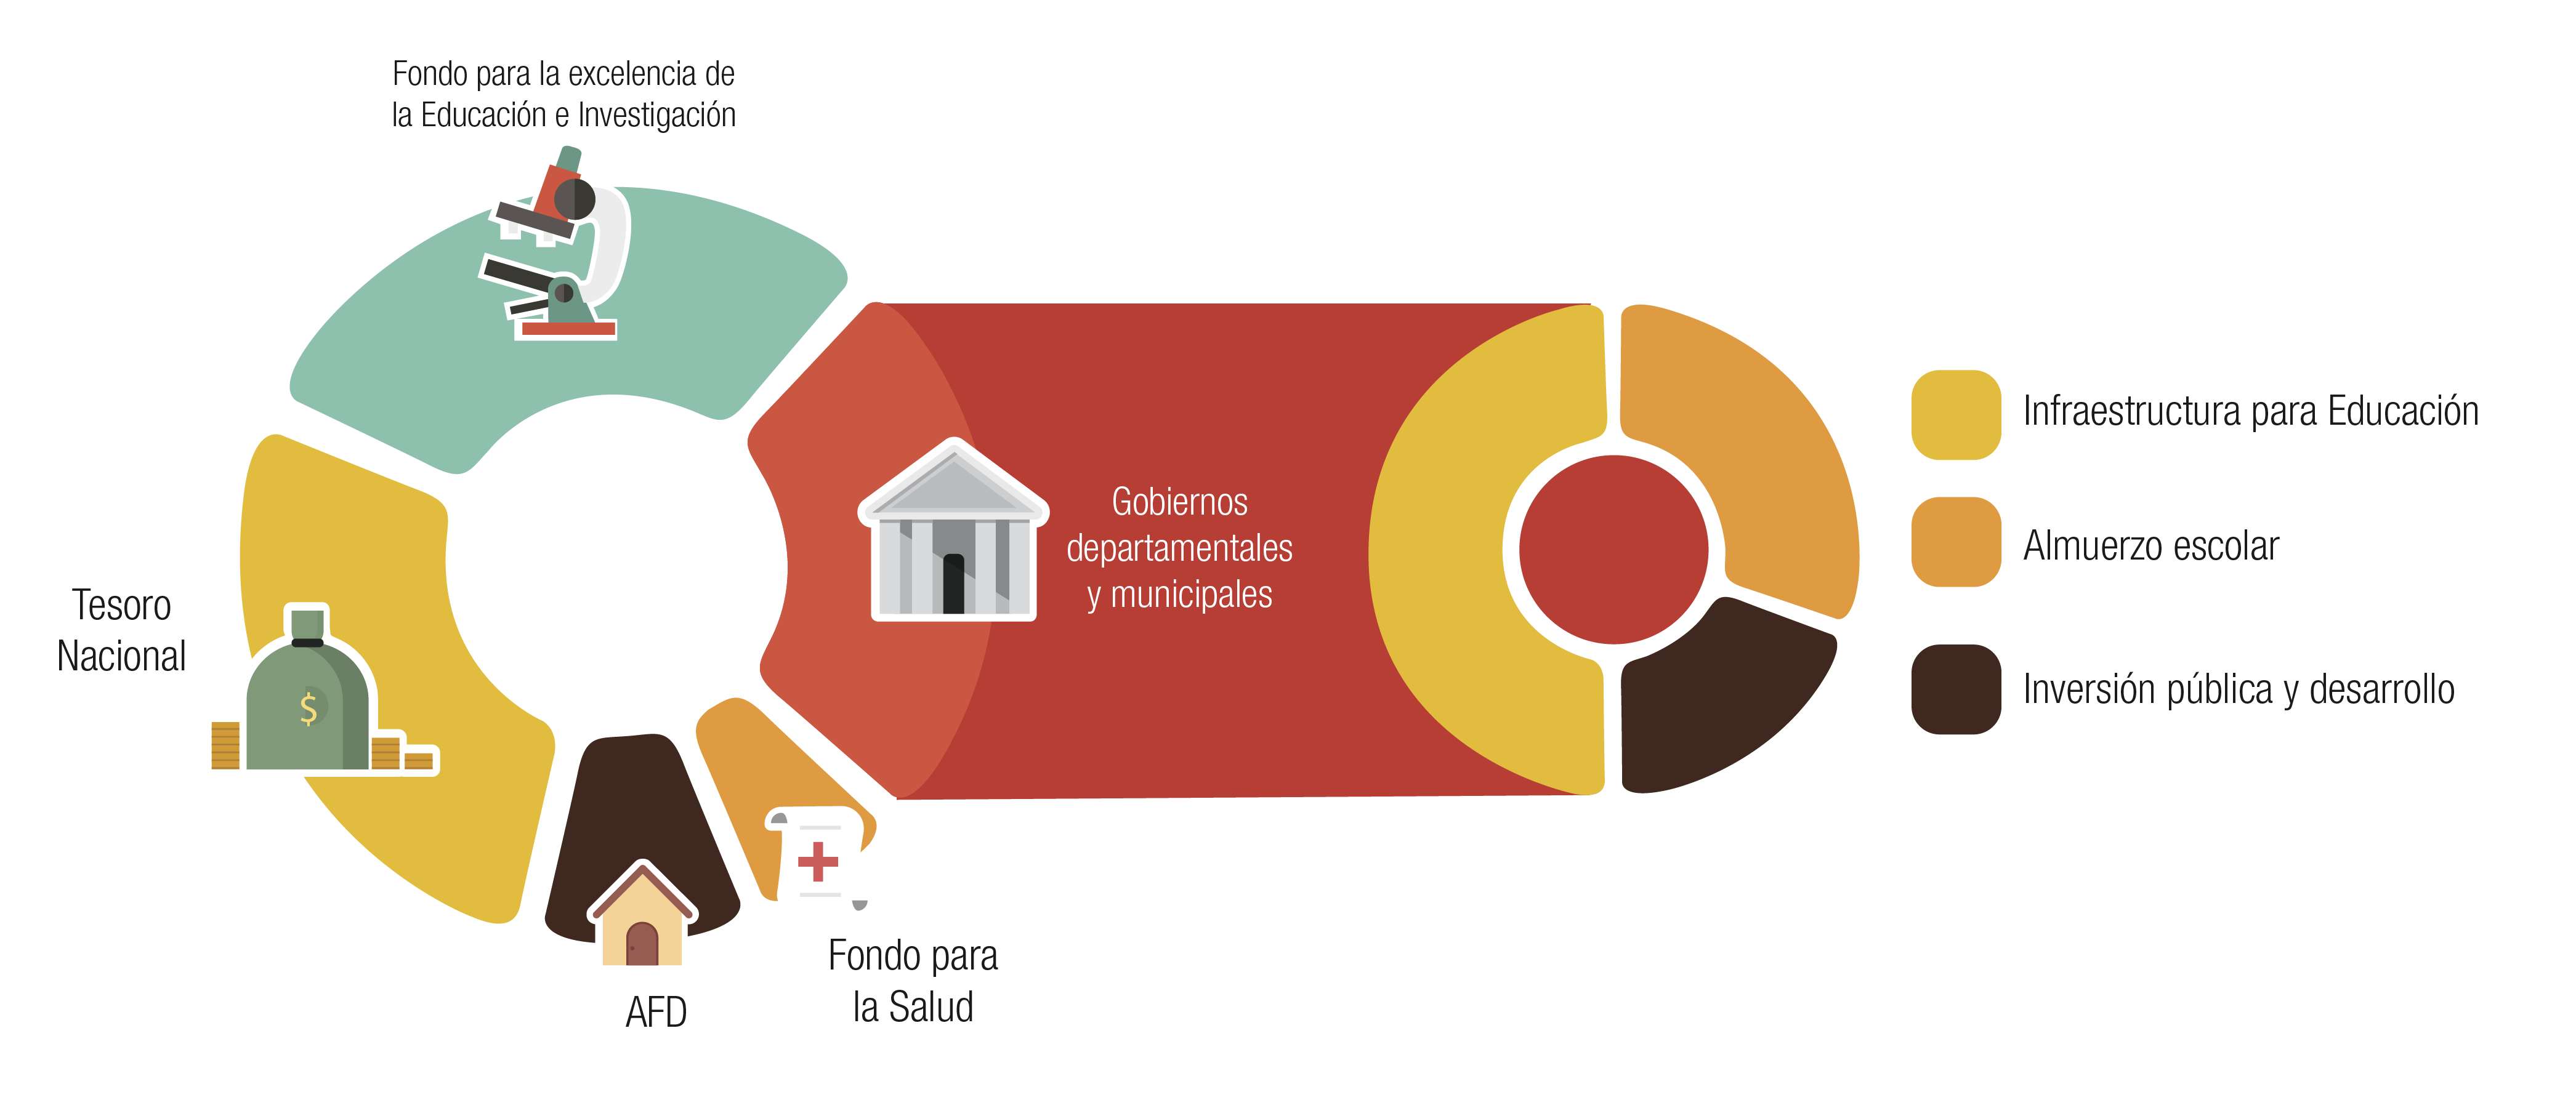 Fondo para la excelencia de
la Educación e Investigación
Tesoro
Nacional
$
AFD
Fondo para
la Salud
Gobiernos
departamentales
y municipales
Infraestructura para Educación
Almuerzo escolar
Inversión pública y desarrollo